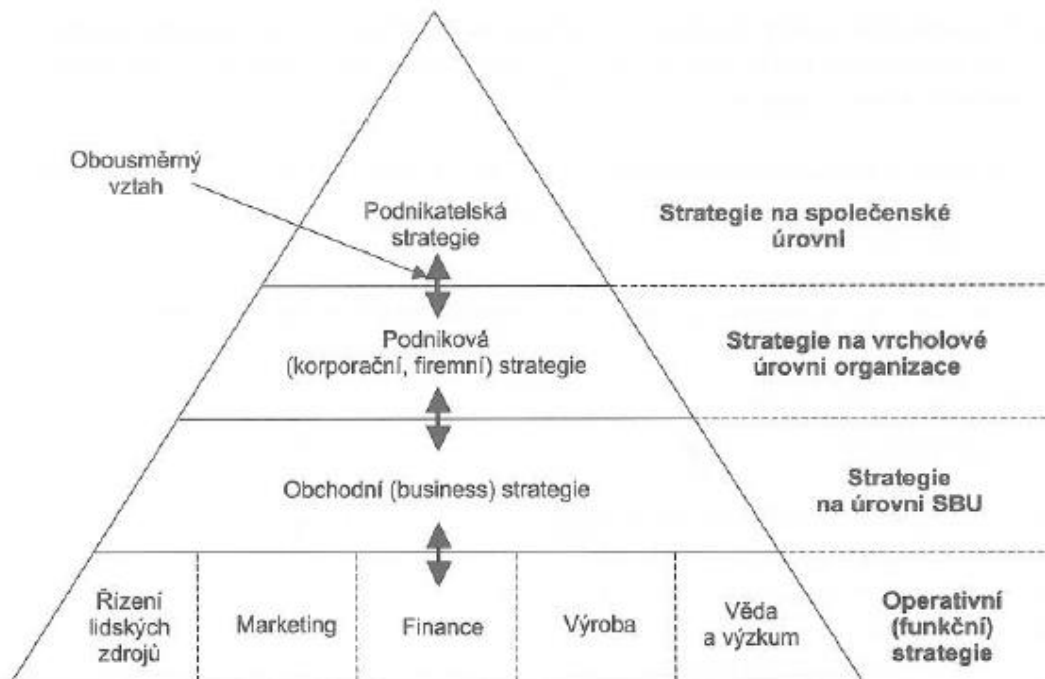 Obousměrný
vztah
Podnikatelská
strategie
Strategie na společenské
úrovni
Podniková
(korporační, firemní) strategie
Strategie na vrcholové
úrovni organizace
Obchodní (business) strategie
Strategie
na úrovni SBU
Řízení
lidských
zdrojů
Marketing
Finance
Výroba
Věda
a výzkum
Operativní
(funkční)
strategie